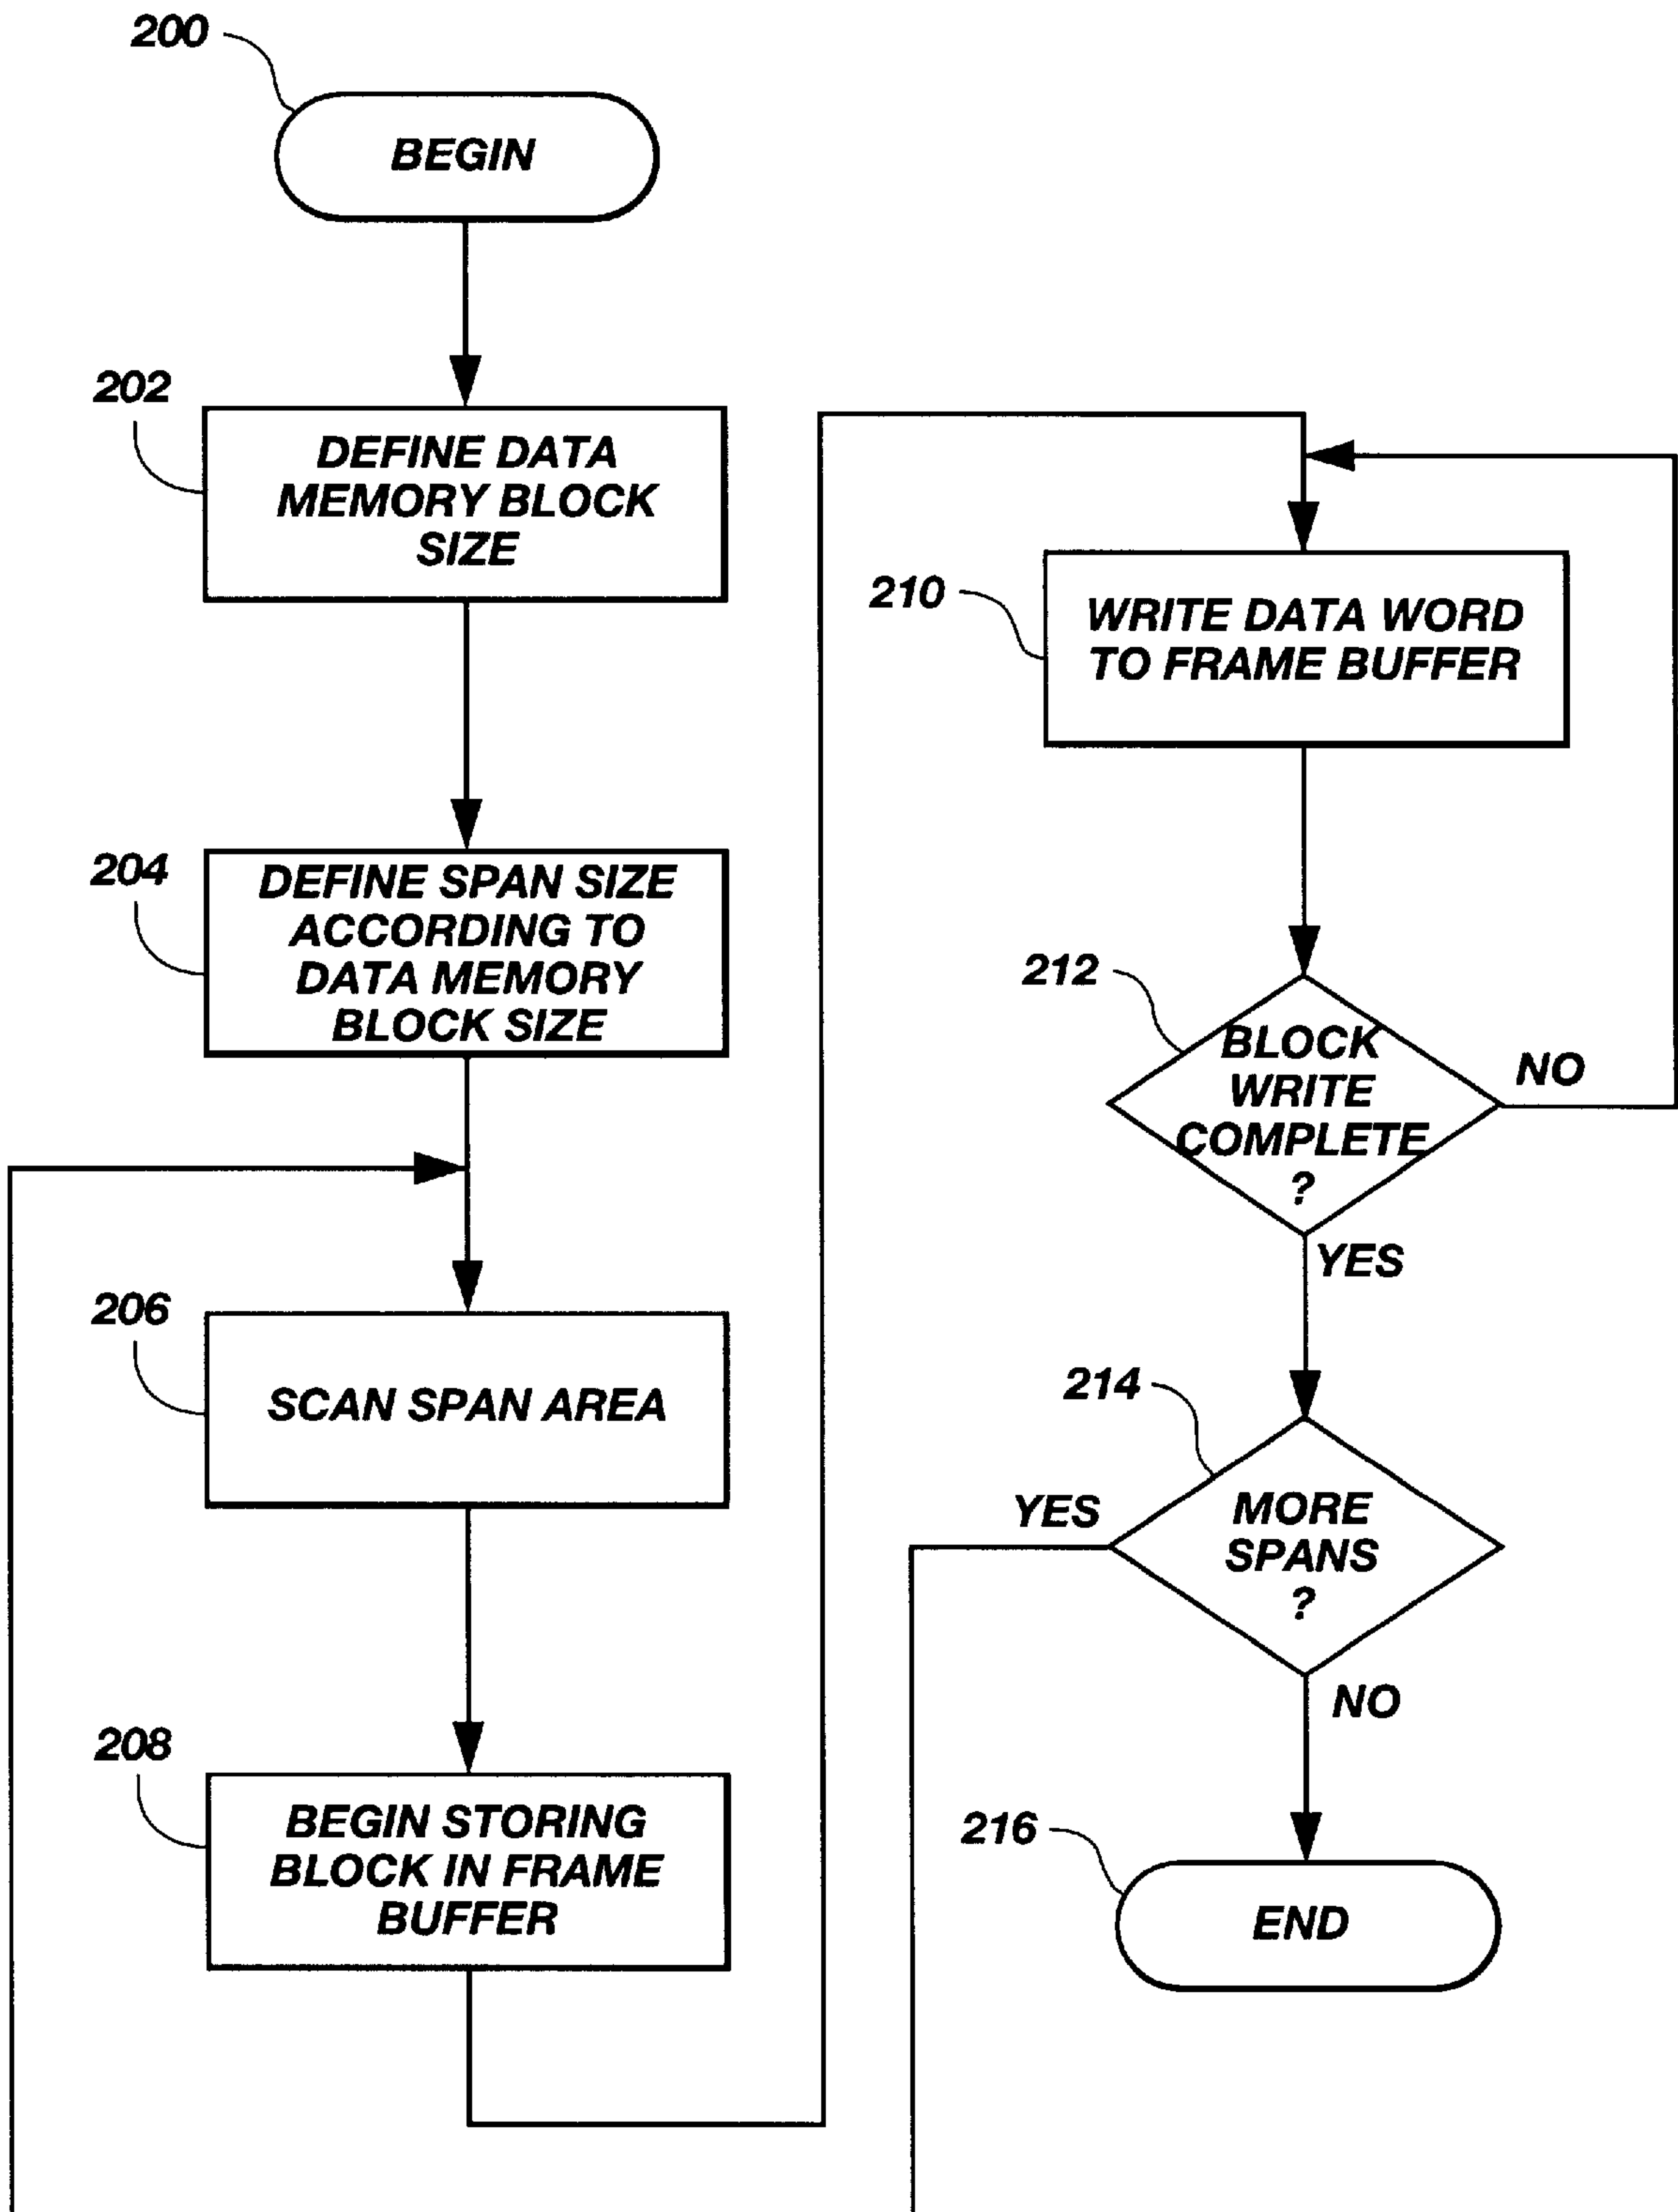 200
BEGIN
202
DEFINE DATA
MEMORY BLOCK
SIZE
204
DEFINE SPAN SIZE
ACCORDING TO
DATA MEMORY
BLOCK SIZE
206
SCAN SPAN AREA
208
BEGIN STORING
BLOCK IN FRAME
BUFFER
210
WRITE DATA WORD
TO FRAME BUFFER
212
BLOCK
WRITE
COMPLETE
?
NO
YES
214
MORE
SPANS
?
YES
NO
216
END